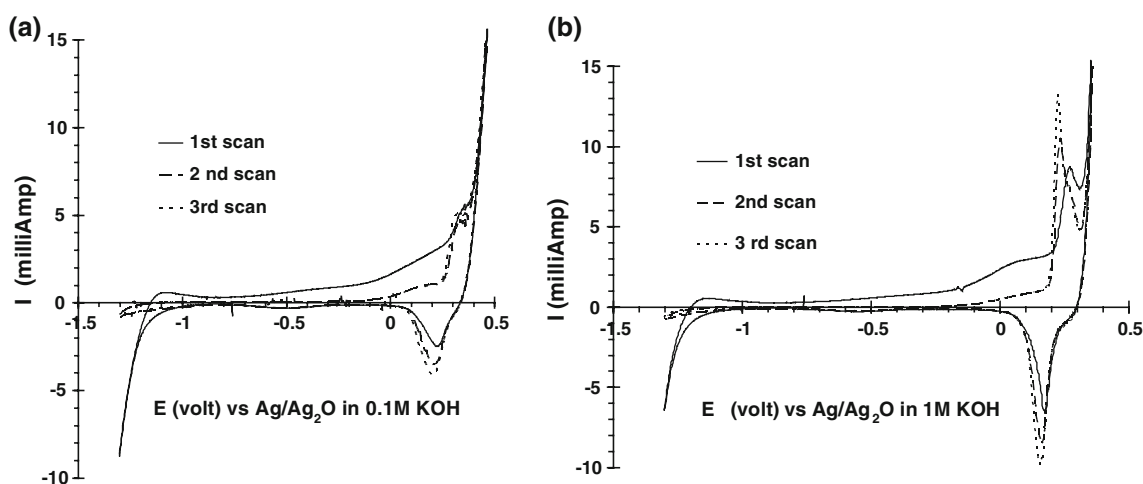 (a)
15
10
5
0
-5
-10
-1.5
-1
-0.5
0
0.5
I (milliAmp)
1st scan
2 nd scan
3rd scan
E (volt) vs Ag/Ag2O in 0.1M KOH
(b)
15
10
5
0
-5
-10
-1
-0.5
0
0.5
I (milliAmp)
1st scan
2nd scan
3 rd scan
E (volt) vs Ag/Ag2O in 1M KOH